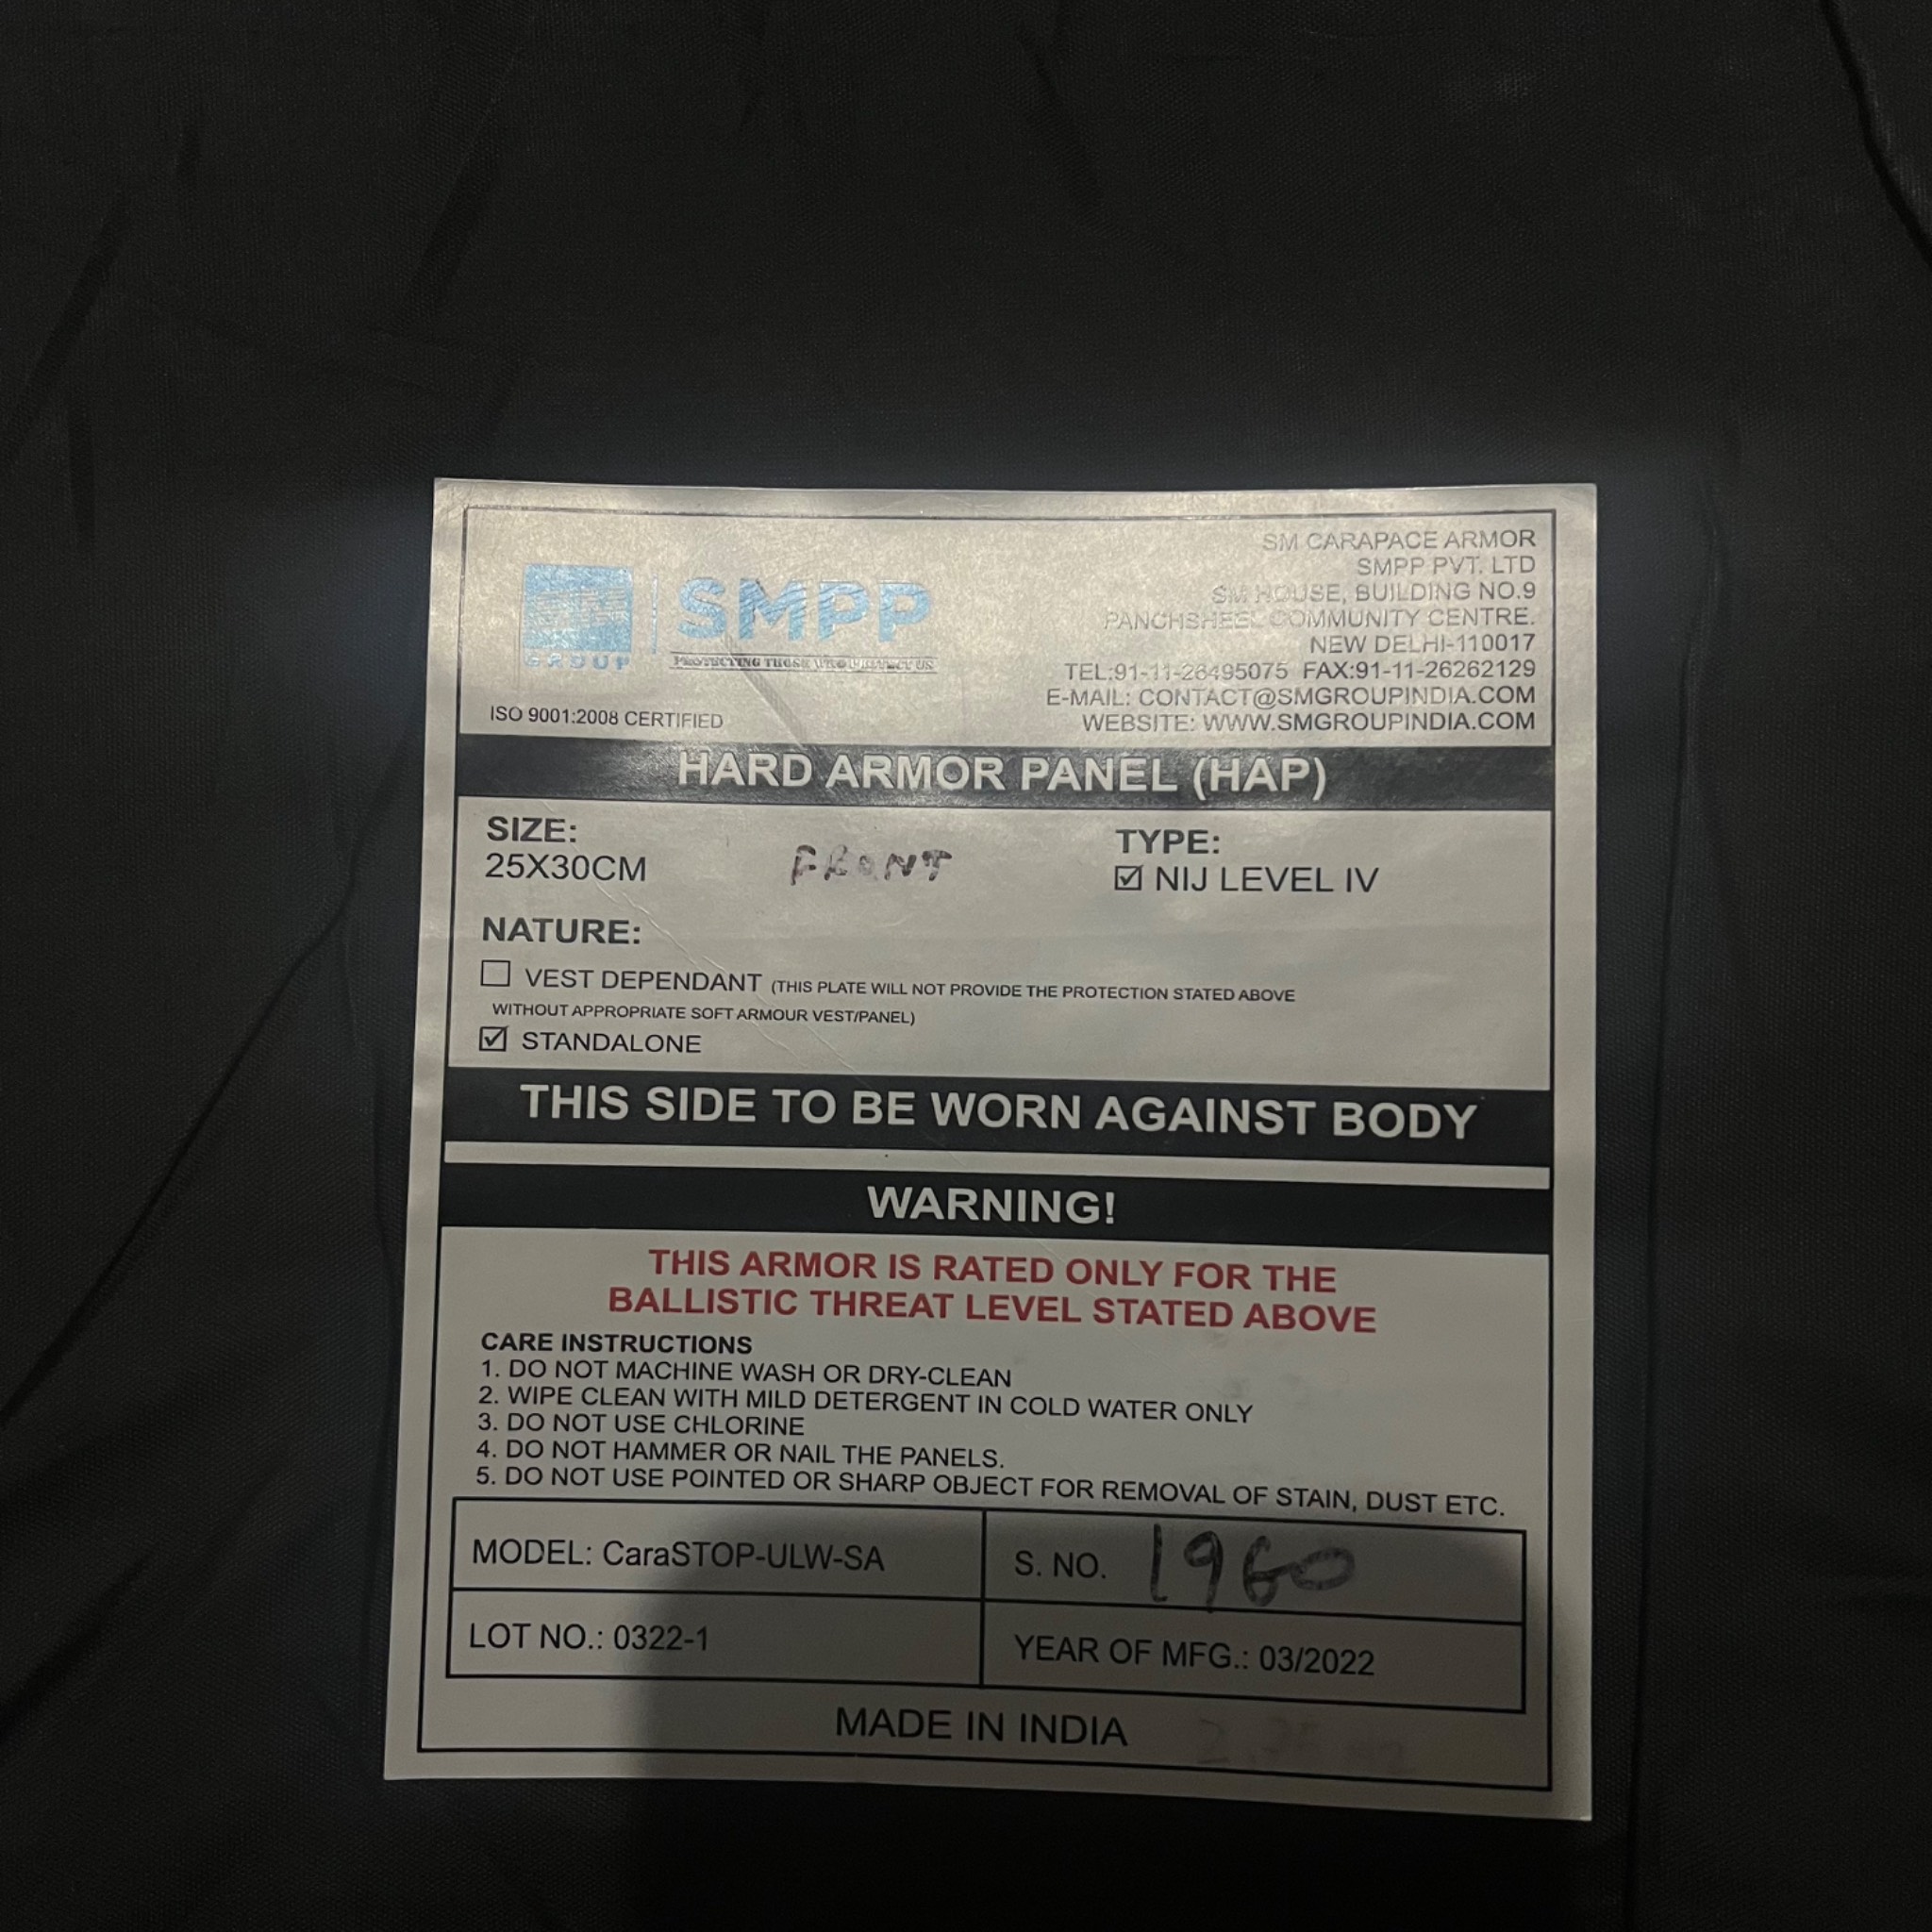 SM CARAPACE ARMOR
SMPP PVT. LTD
SM HOUSE, BUILDING NO.9
PANCHSHEEL COMMUNITY CENTRE.
NEW DELHI-110017
TEL:91-11-26495075 FAX:91-11-26262129
E-MAIL: CONTACT@SMGROUPINDIA.COM
WEBSITE: WWW.SMGROUPINDIA.COM
GROUP
SMPP
PROTECTING THOSE WHO PROTECT US
ISO 9001:2008 CERTIFIED
HARD ARMOR PANEL (HAP)
SIZE:
25X30CM
FRONT
TYPE:
☑ NIJ LEVEL IV
NATURE:
☐ VEST DEPENDANT (THIS PLATE WILL NOT PROVIDE THE PROTECTION STATED ABOVE
WITHOUT APPROPRIATE SOFT ARMOUR VEST/PANEL)
☑ STANDALONE
THIS SIDE TO BE WORN AGAINST BODY
WARNING!
THIS ARMOR IS RATED ONLY FOR THE
BALLISTIC THREAT LEVEL STATED ABOVE
CARE INSTRUCTIONS
1. DO NOT MACHINE WASH OR DRY-CLEAN
2. WIPE CLEAN WITH MILD DETERGENT IN COLD WATER ONLY
3. DO NOT USE CHLORINE
4. DO NOT HAMMER OR NAIL THE PANELS.
5. DO NOT USE POINTED OR SHARP OBJECT FOR REMOVAL OF STAIN, DUST ETC.
MODEL: CaraSTOP-ULW-SA
S. NO. 1960
LOT NO.: 0322-1
YEAR OF MFG.: 03/2022
MADE IN INDIA